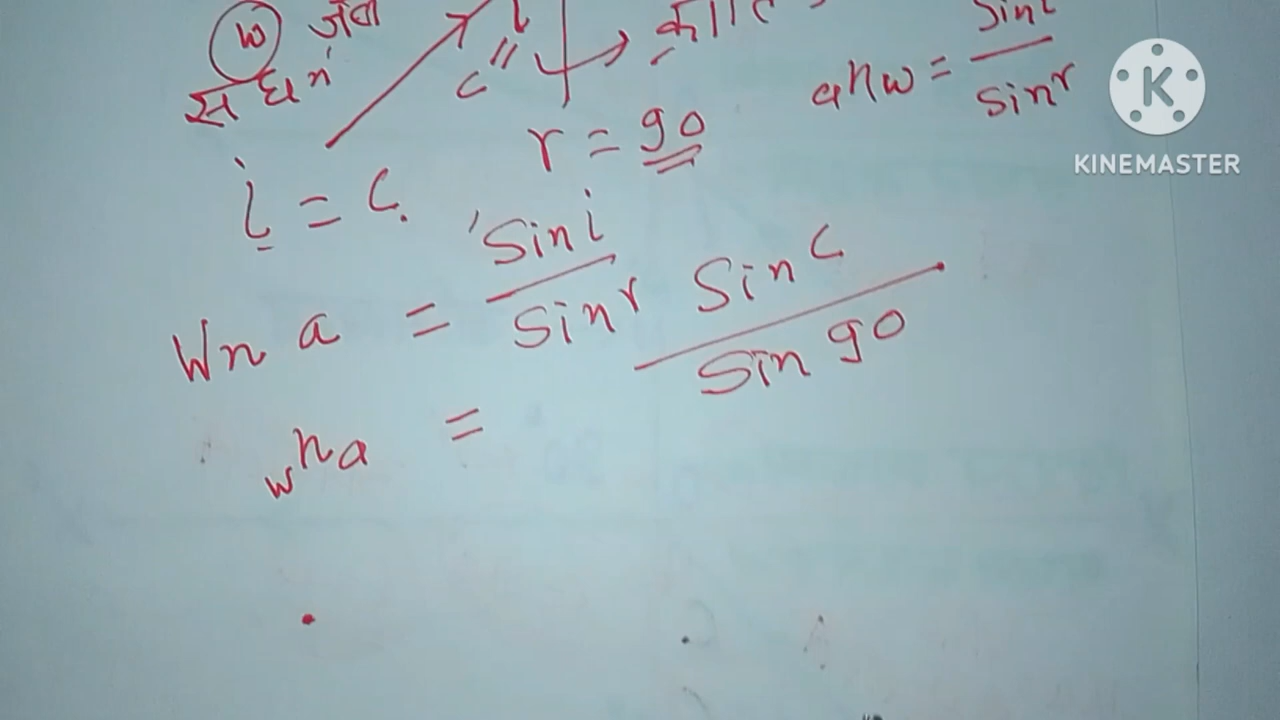 w जल
सघन
i
c"
sin i
anw = sin r
r = 90
KINEMASTER
i = c
wna = sin i / sin r sin c / sin 90
wna =